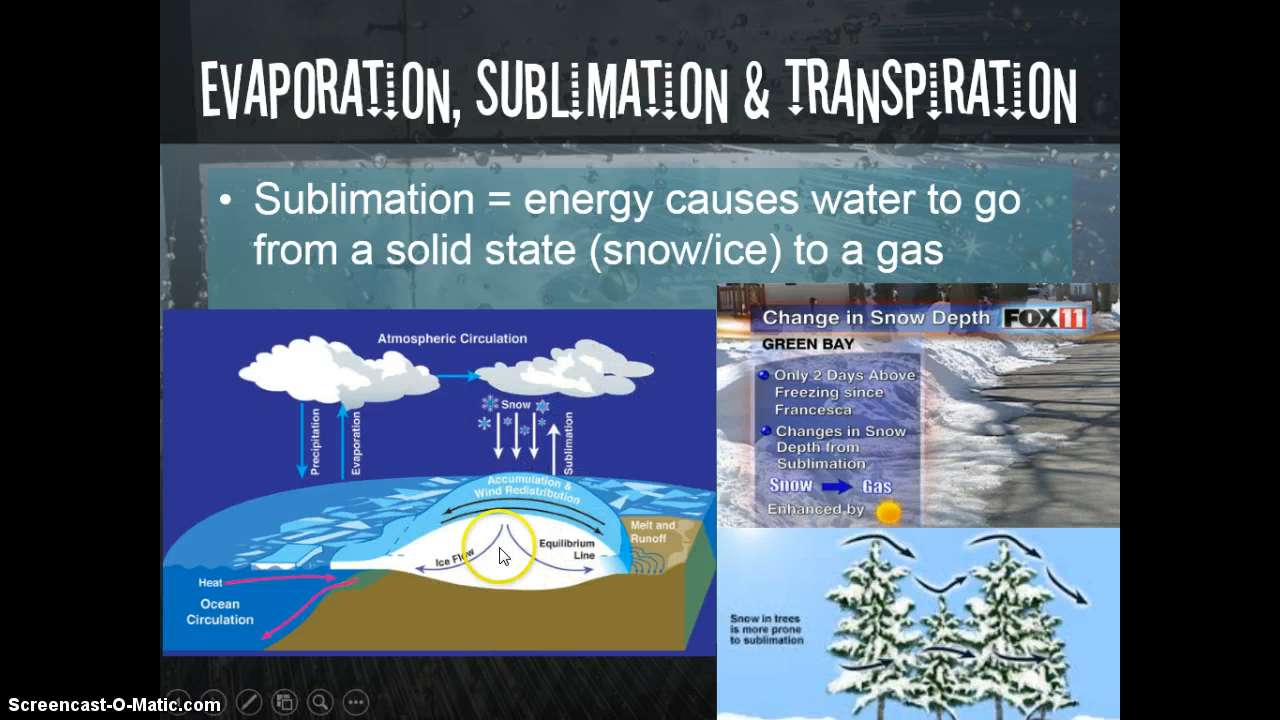 EVAPORATION, SUBLIMATION & TRANSPIRATION
• Sublimation = energy causes water to go
from a solid state (snow/ice) to a gas
Atmospheric Circulation
Snow
Precipitation
Evaporation
Sublimation
Accumulation &
Wind Redistribution
Ice Flow
Equilibrium
Line
Melt and
Runoff
Heat
Ocean
Circulation
Change in Snow Depth FOX 11
GREEN BAY
Only 2 Days Above
Freezing since
Francesca
Changes in Snow
Depth from
Sublimation
Snow Gas
Enhanced by
Snow in trees
is more prone
to sublimation
Screencast-O-Matic.com